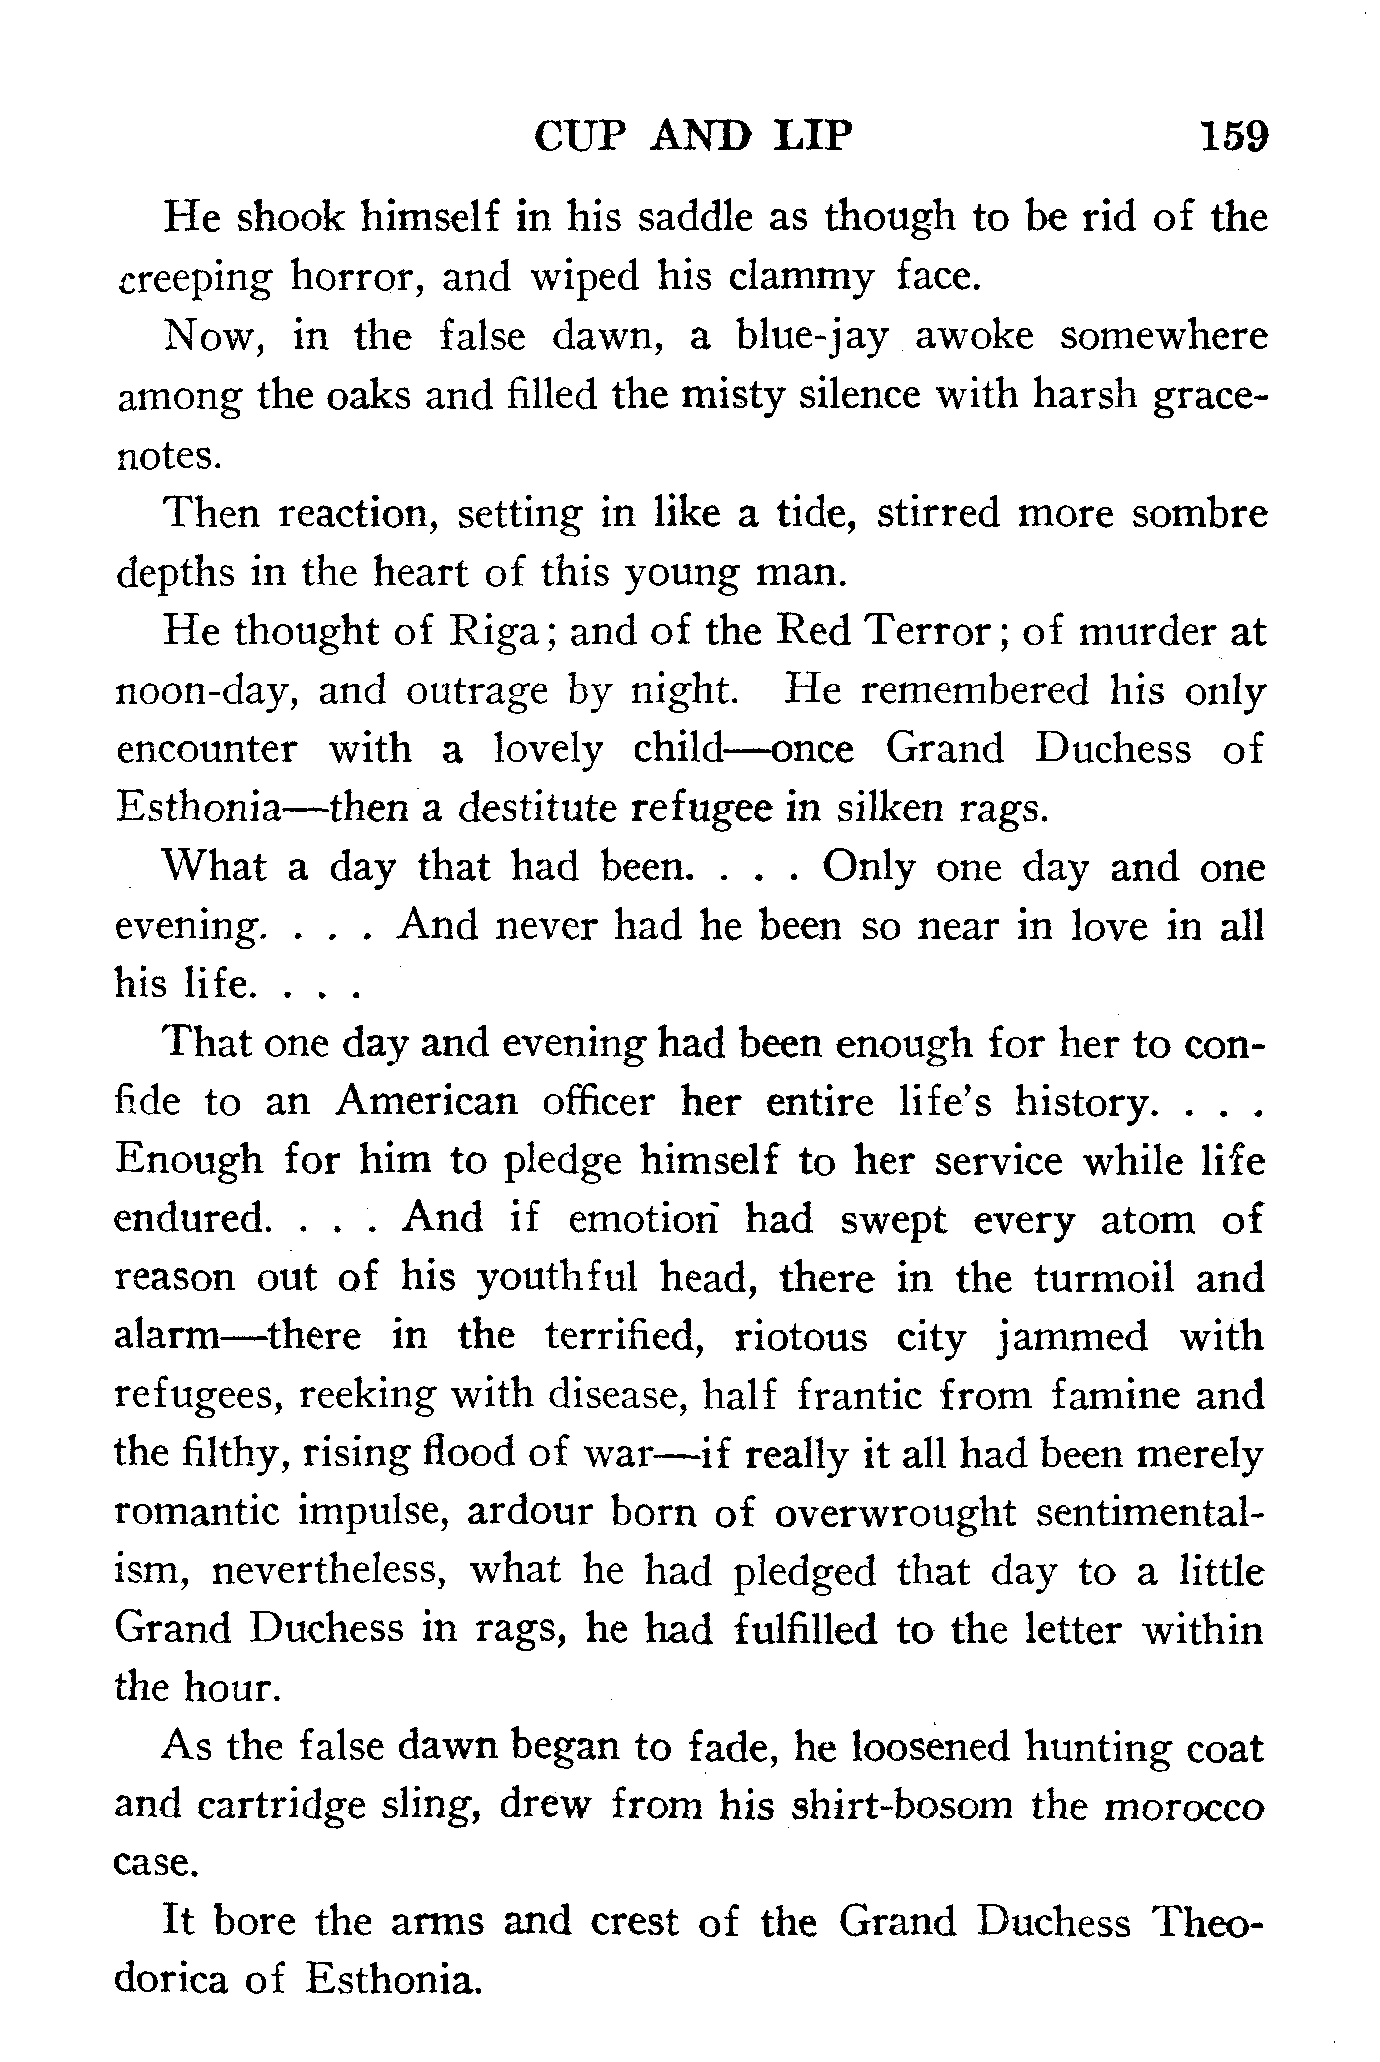 CUP AND LIP 159
He shook himself in his saddle as though to be rid of the
creeping horror, and wiped his clammy face.
Now, in the false dawn, a blue-jay awoke somewhere
among the oaks and filled the misty silence with harsh grace-
notes.
Then reaction, setting in like a tide, stirred more sombre
depths in the heart of this young man.
He thought of Riga; and of the Red Terror; of murder at
noon-day, and outrage by night. He remembered his only
encounter with a lovely child—once Grand Duchess of
Esthonia—then a destitute refugee in silken rags.
What a day that had been. . . . Only one day and one
evening. . . . And never had he been so near in love in all
his life. . . .
That one day and evening had been enough for her to con-
fide to an American officer her entire life's history. . . .
Enough for him to pledge himself to her service while life
endured. . . . And if emotion had swept every atom of
reason out of his youthful head, there in the turmoil and
alarm—there in the terrified, riotous city jammed with
refugees, reeking with disease, half frantic from famine and
the filthy, rising flood of war—if really it all had been merely
romantic impulse, ardour born of overwrought sentimental-
ism, nevertheless, what he had pledged that day to a little
Grand Duchess in rags, he had fulfilled to the letter within
the hour.
As the false dawn began to fade, he loosened hunting coat
and cartridge sling, drew from his shirt-bosom the morocco
case.
It bore the arms and crest of the Grand Duchess Theo-
dorica of Esthonia.